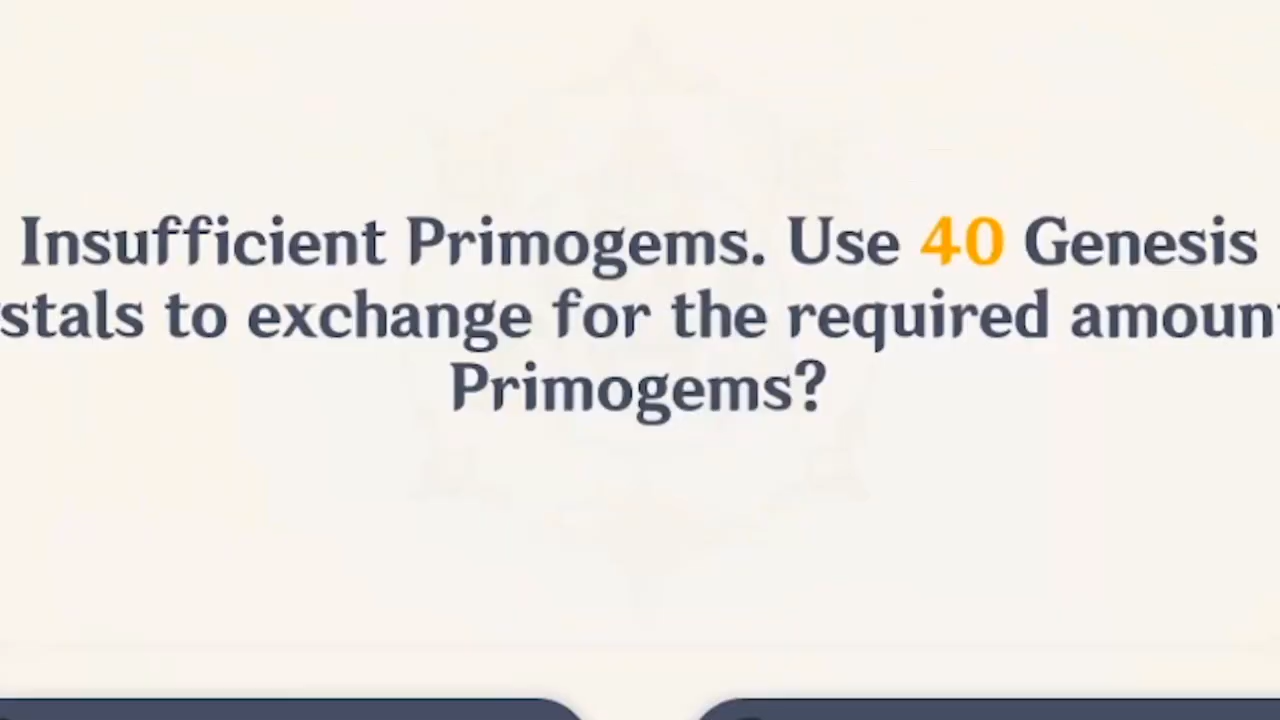 Insufficient Primogems. Use 40 Genesis
stals to exchange for the required amoun
Primogems?